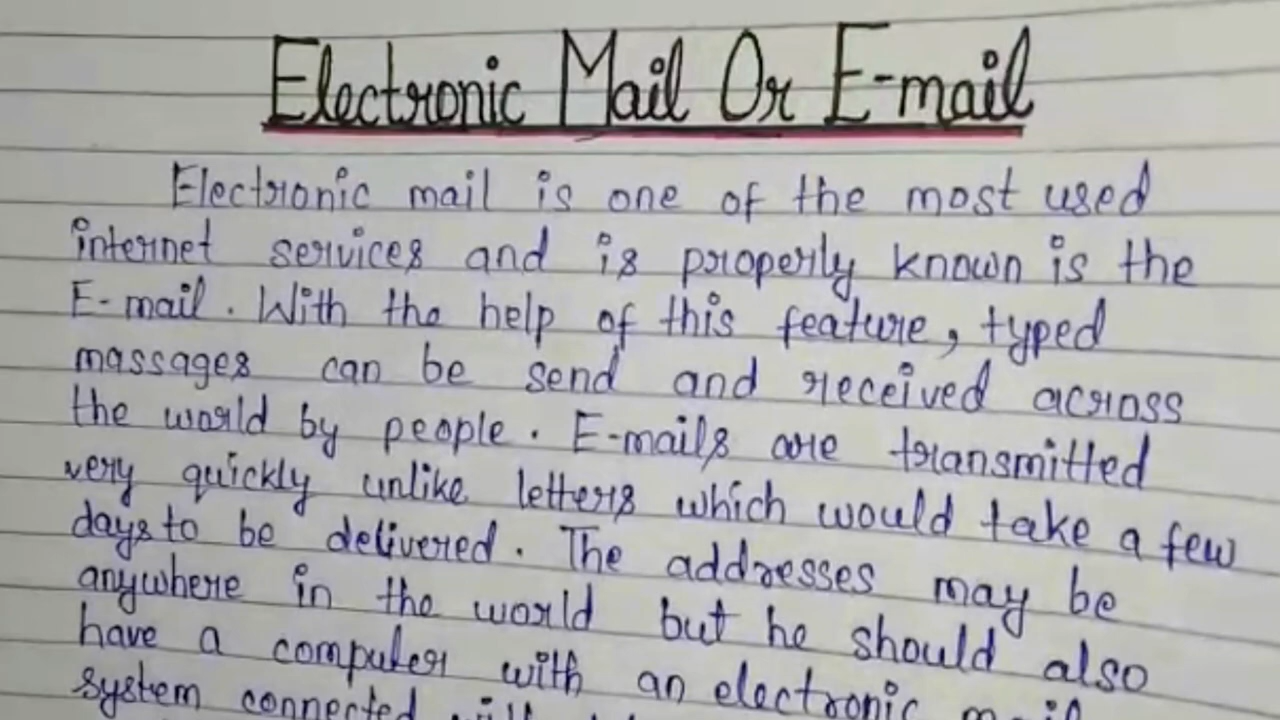 Electronic Mail Or E-mail
Electronic mail is one of the most used
internet services and is properly known is the
E-mail. With the help of this feature, typed
massages can be send and received across
the world by people. E-mails are transmitted
very quickly unlike letters which would take a few
days to be delivered. The addresses may be
anywhere in the world but he should also
have a computer with an electronic mail
system connected